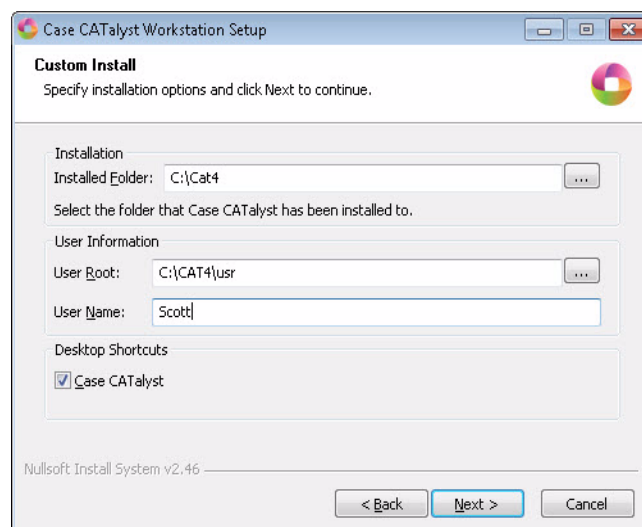 Case CATalyst Workstation Setup
Custom Install
Specify installation options and click Next to continue.
Installation
Installed Folder: C:\Cat4 ...
Select the folder that Case CATalyst has been installed to.
User Information
User Root: C:\CAT4\usr ...
User Name: Scott
Desktop Shortcuts
Case CATalyst
Nullsoft Install System v2.46
< Back Next > Cancel